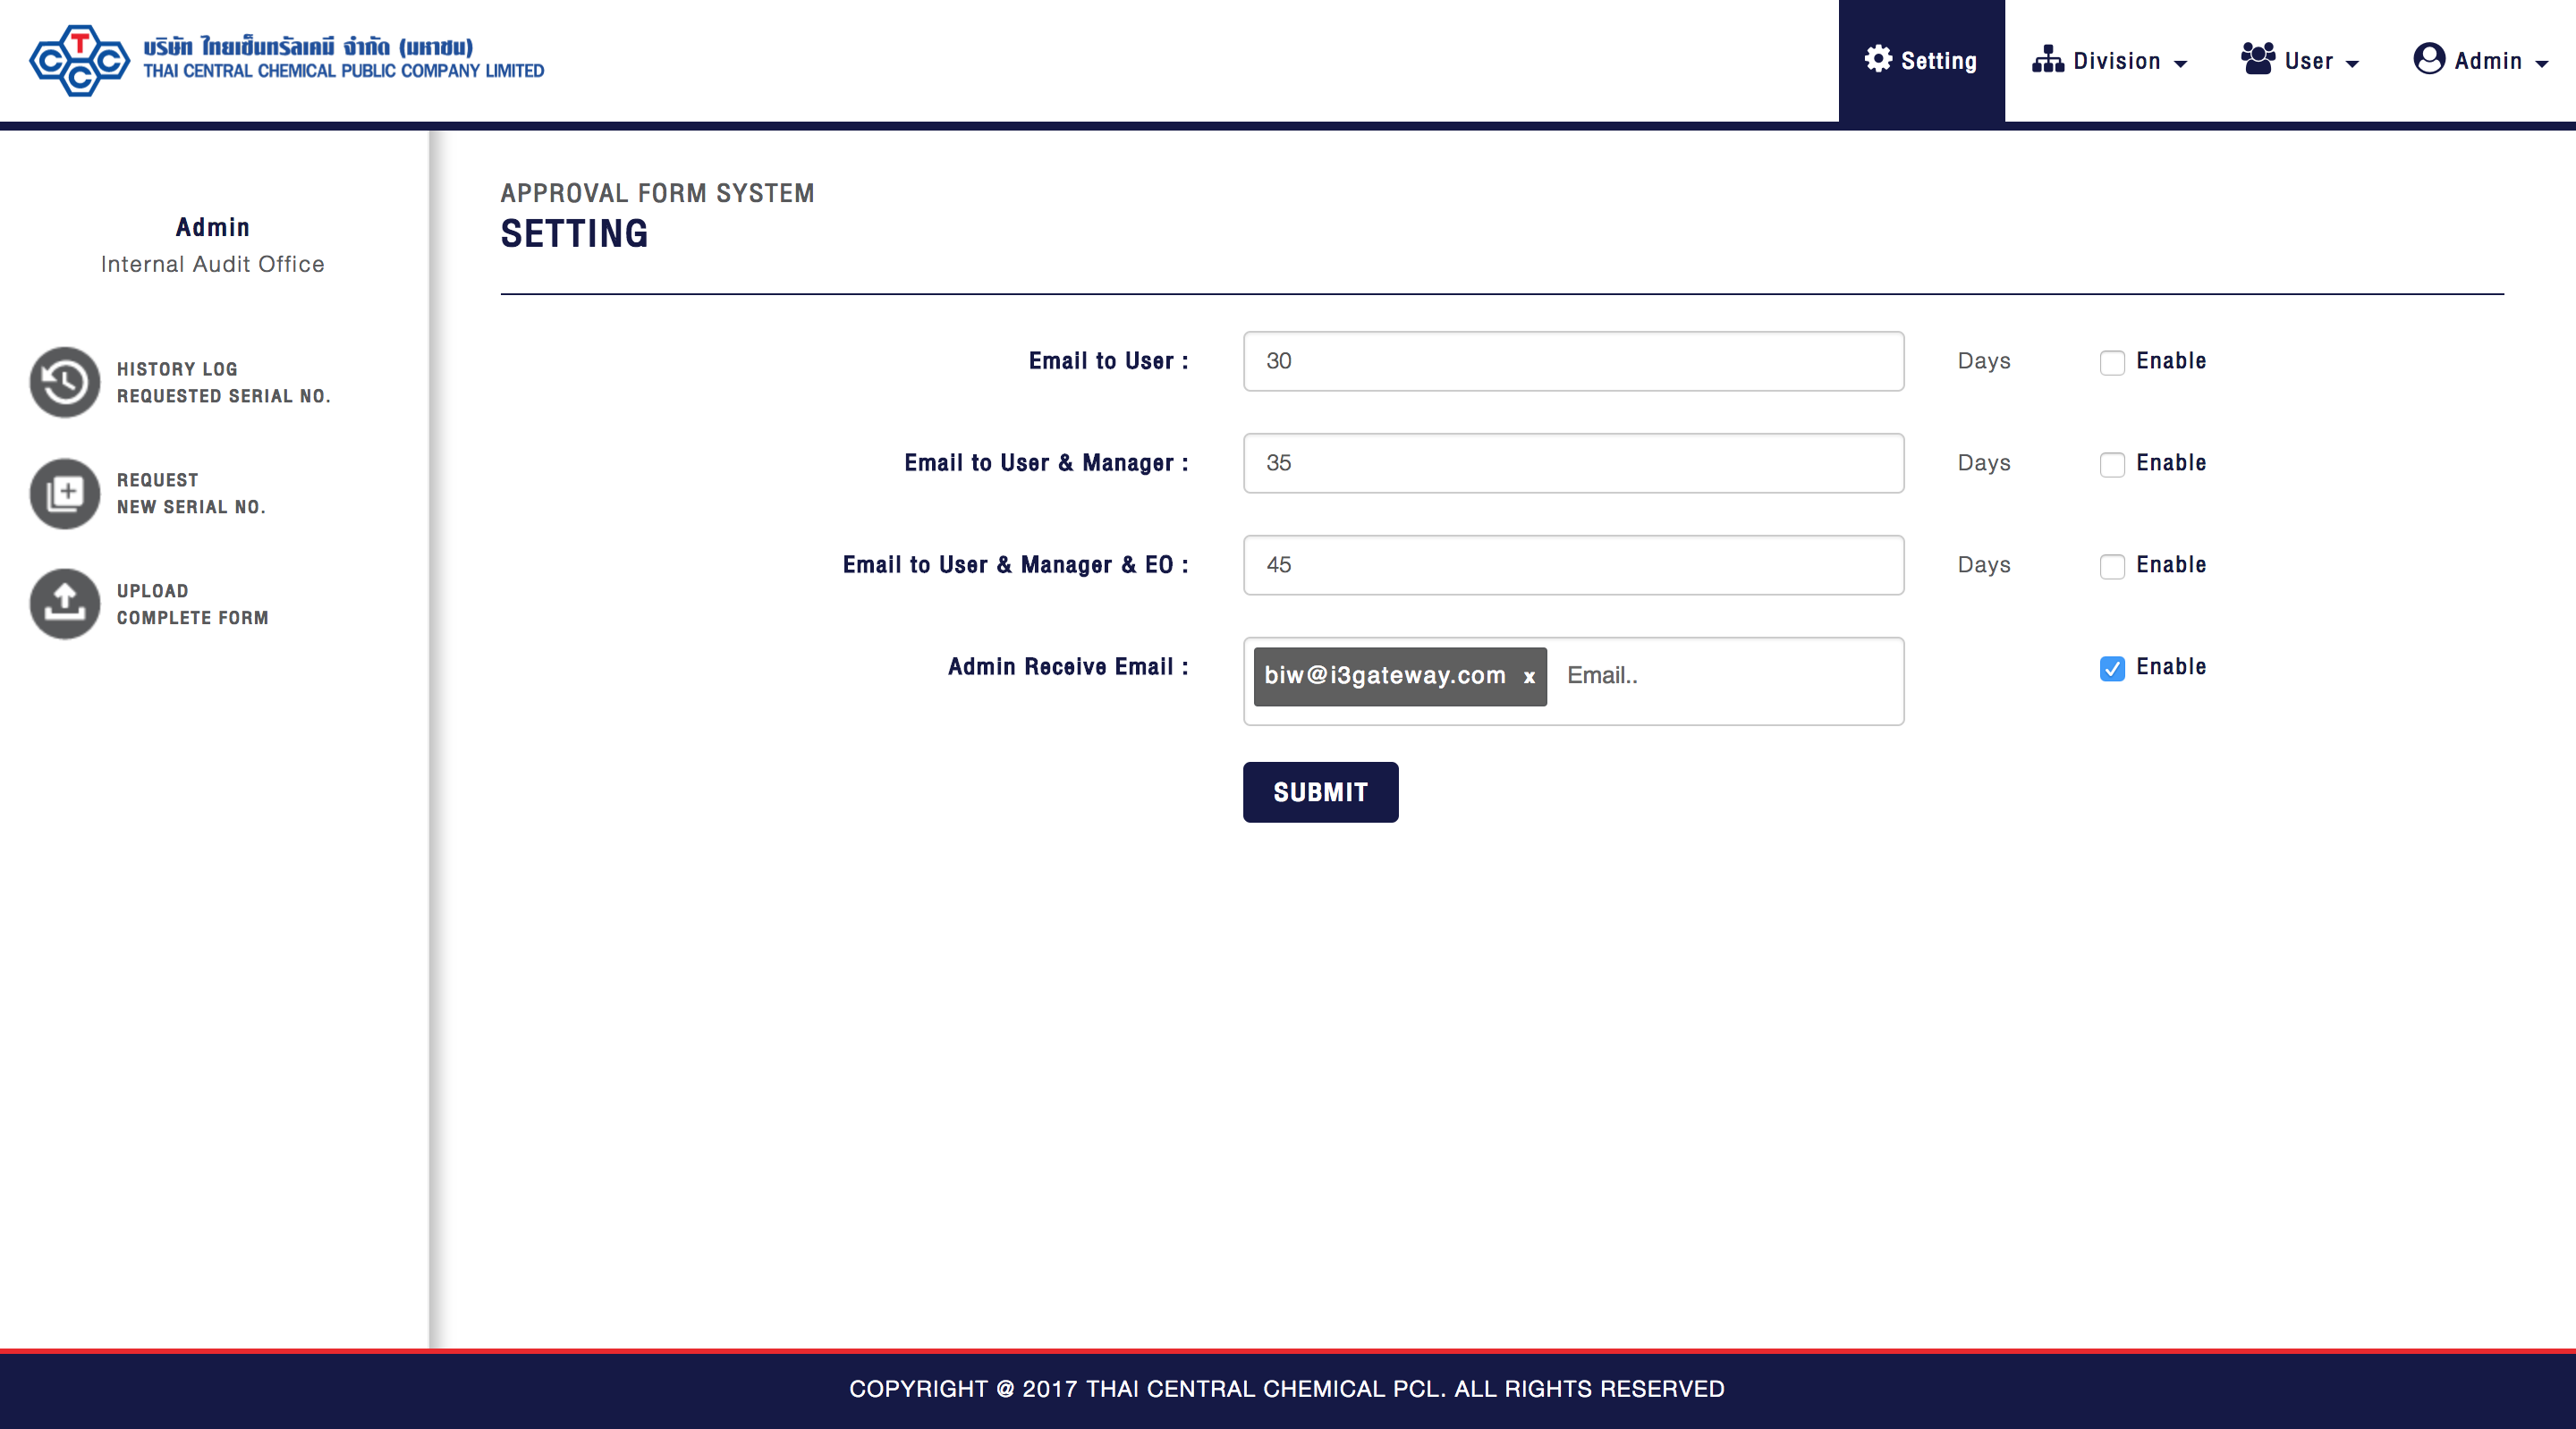 บริษัท ไทยเซ็นทรัลเคมี จำกัด (มหาชน)
THAI CENTRAL CHEMICAL PUBLIC COMPANY LIMITED
TCCC
Setting
Division
User
Admin
Admin
Internal Audit Office
HISTORY LOG
REQUESTED SERIAL NO.
REQUEST
NEW SERIAL NO.
UPLOAD
COMPLETE FORM
APPROVAL FORM SYSTEM
SETTING
Email to User : 30 Days Enable
Email to User & Manager : 35 Days Enable
Email to User & Manager & EO : 45 Days Enable
Admin Receive Email : biw@i3gateway.com x Email.. Enable
SUBMIT
COPYRIGHT @ 2017 THAI CENTRAL CHEMICAL PCL. ALL RIGHTS RESERVED